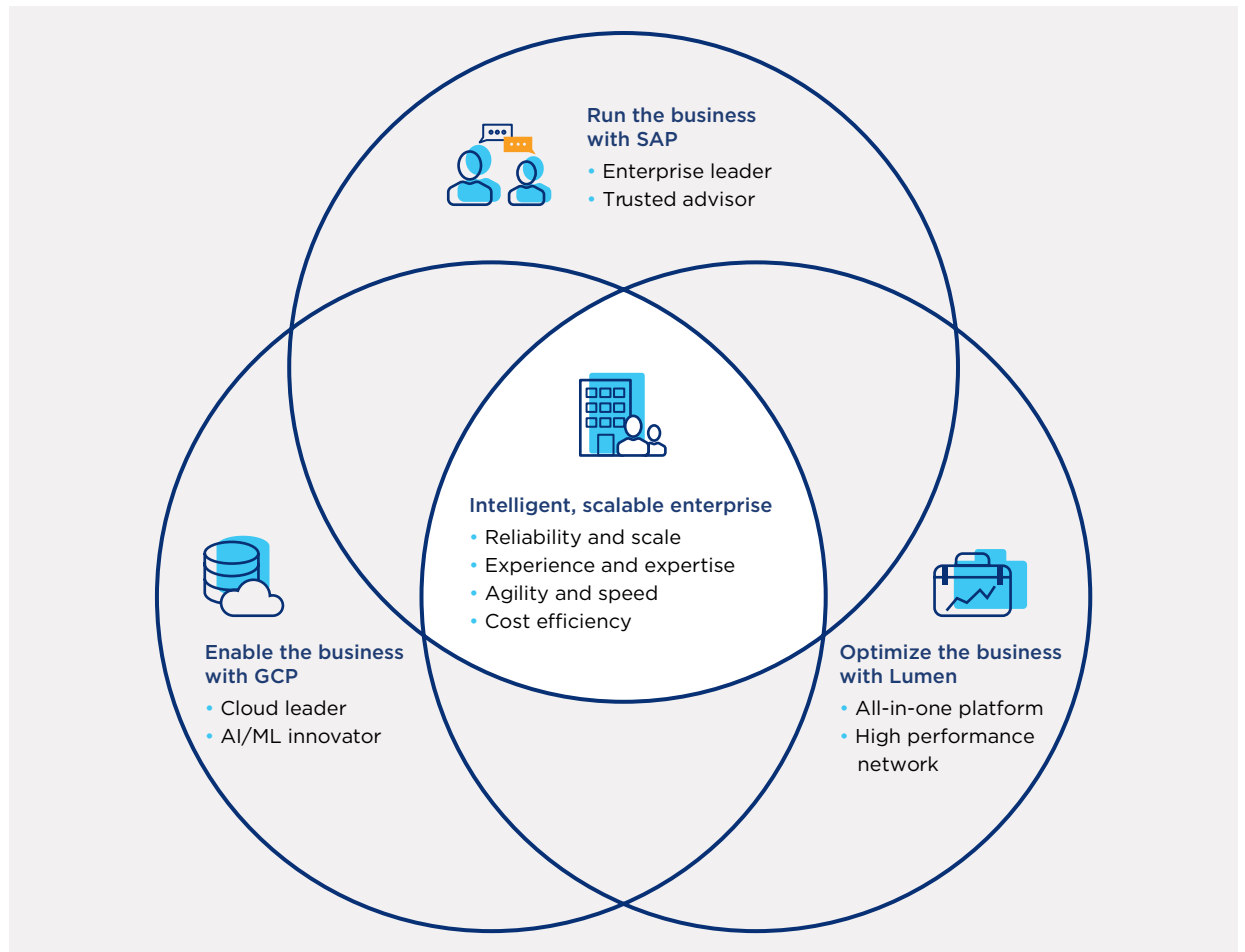 Run the business
with SAP
• Enterprise leader
• Trusted advisor
Intelligent, scalable enterprise
• Reliability and scale
• Experience and expertise
• Agility and speed
• Cost efficiency
Enable the business
with GCP
• Cloud leader
• AI/ML innovator
Optimize the business
with Lumen
• All-in-one platform
• High performance
network